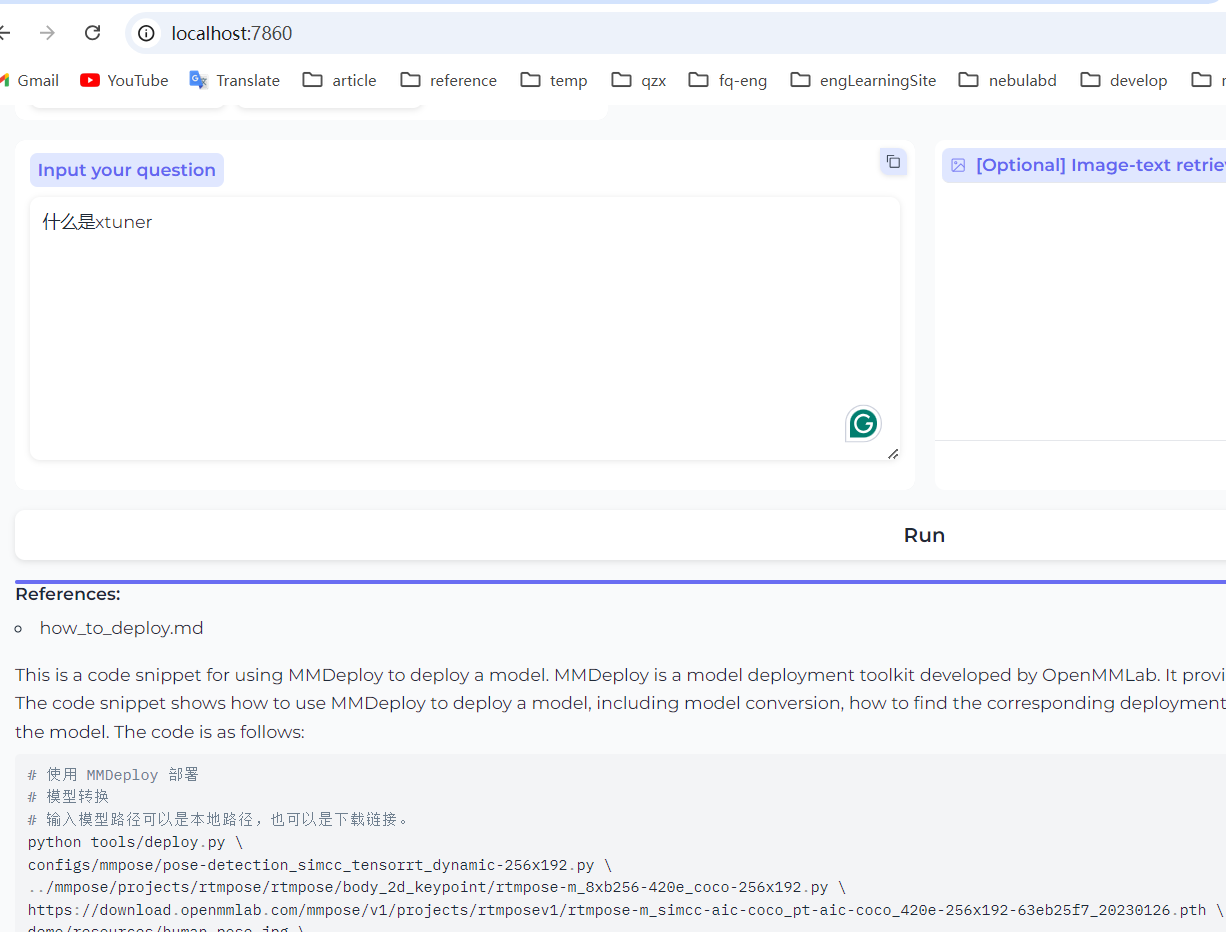 localhost:7860
Gmail YouTube Translate article reference temp qzx fq-eng engLearningSite nebulabd develop
Input your question
[Optional] Image-text retrie
什么是xtuner
Run
References:
how_to_deploy.md
This is a code snippet for using MMDeploy to deploy a model. MMDeploy is a model deployment toolkit developed by OpenMMLab. It provi
The code snippet shows how to use MMDeploy to deploy a model, including model conversion, how to find the corresponding deployment
the model. The code is as follows:
# 使用 MMDeploy 部署
# 模型转换
# 输入模型路径可以是本地路径，也可以是下载链接。
python tools/deploy.py \
configs/mmpose/pose-detection_simcc_tensorrt_dynamic-256x192.py \
../mmpose/projects/rtmpose/rtmpose/body_2d_keypoint/rtmpose-m_8xb256-420e_coco-256x192.py \
https://download.openmmlab.com/mmpose/v1/projects/rtmposev1/rtmpose-m_simcc-aic-coco_pt-aic-coco_420e-256x192-63eb25f7_20230126.pth \
demo/resources/human-pose.jpg \